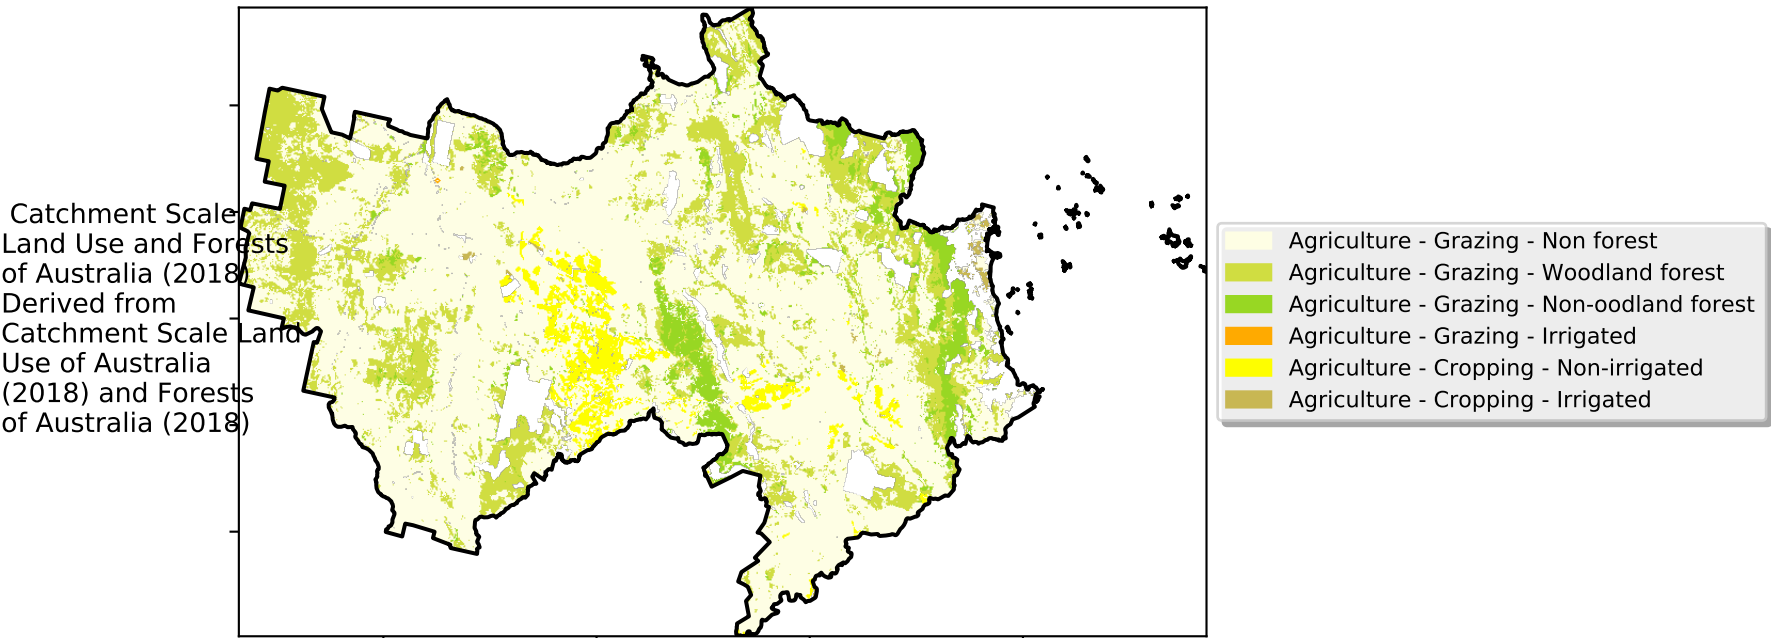 Catchment Scale
Land Use and Forests
of Australia (2018)
Derived from
Catchment Scale Land
Use of Australia
(2018) and Forests
of Australia (2018)
Agriculture - Grazing - Non forest
Agriculture - Grazing - Woodland forest
Agriculture - Grazing - Non-oodland forest
Agriculture - Grazing - Irrigated
Agriculture - Cropping - Non-irrigated
Agriculture - Cropping - Irrigated